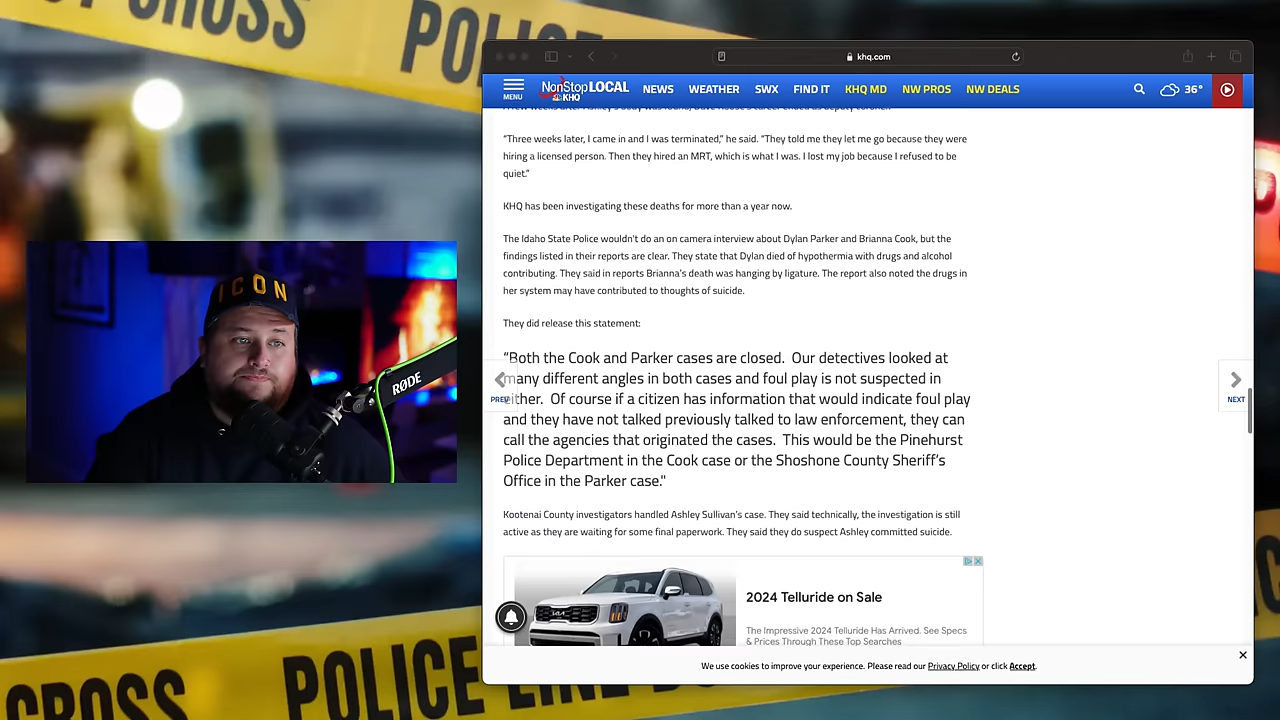 CROSS
POLICE
khq.com
MENU
NonStop LOCAL
KHQ
NEWS
WEATHER
SWX
FIND IT
KHQ MD
NW PROS
NW DEALS
36°
"Three weeks later, I came in and I was terminated," he said. "They told me they let me go because they were
hiring a licensed person. Then they hired an MRT, which is what I was. I lost my job because I refused to be
quiet."
KHQ has been investigating these deaths for more than a year now.
The Idaho State Police wouldn't do an on camera interview about Dylan Parker and Brianna Cook, but the
findings listed in their reports are clear. They state that Dylan died of hypothermia with drugs and alcohol
contributing. They said in reports Brianna's death was hanging by ligature. The report also noted the drugs in
her system may have contributed to thoughts of suicide.
They did release this statement:
"Both the Cook and Parker cases are closed. Our detectives looked at
many different angles in both cases and foul play is not suspected in
either. Of course if a citizen has information that would indicate foul play
and they have not talked previously talked to law enforcement, they can
call the agencies that originated the cases. This would be the Pinehurst
Police Department in the Cook case or the Shoshone County Sheriff's
Office in the Parker case."
PREV
NEXT
Kootenai County investigators handled Ashley Sullivan's case. They said technically, the investigation is still
active as they are waiting for some final paperwork. They said they do suspect Ashley committed suicide.
2024 Telluride on Sale
The Impressive 2024 Telluride Has Arrived. See Specs
& Prices Through These Top Searches
We use cookies to improve your experience. Please read our Privacy Policy or click Accept.
ICON
RØDE
CROSS
POLICE LINE DO